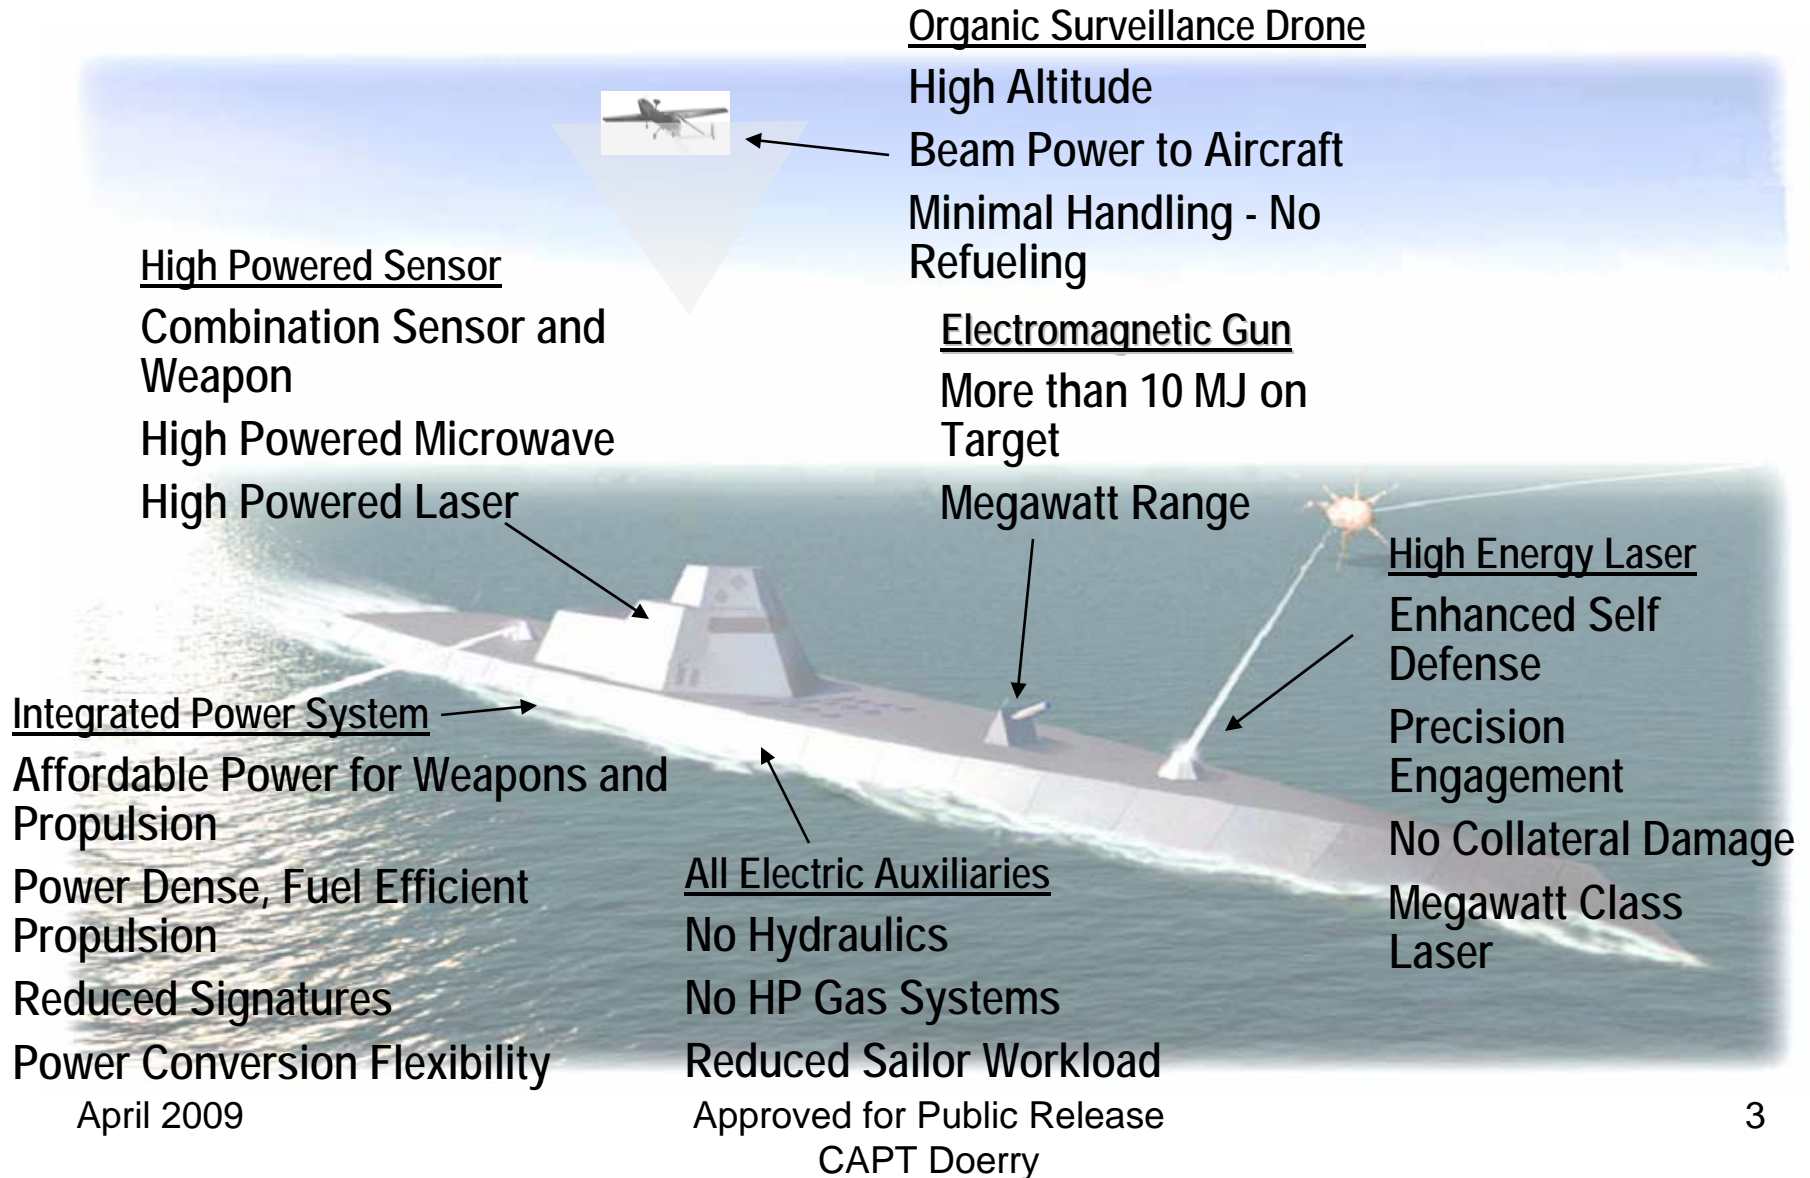 Organic Surveillance Drone
High Altitude
Beam Power to Aircraft
Minimal Handling - No
Refueling
High Powered Sensor
Combination Sensor and
Weapon
High Powered Microwave
High Powered Laser
Electromagnetic Gun
More than 10 MJ on
Target
Megawatt Range
High Energy Laser
Enhanced Self
Defense
Precision
Engagement
No Collateral Damage
Megawatt Class
Laser
Integrated Power System
Affordable Power for Weapons and
Propulsion
Power Dense, Fuel Efficient
Propulsion
Reduced Signatures
Power Conversion Flexibility
All Electric Auxiliaries
No Hydraulics
No HP Gas Systems
Reduced Sailor Workload
April 2009
Approved for Public Release
CAPT Doerry
3